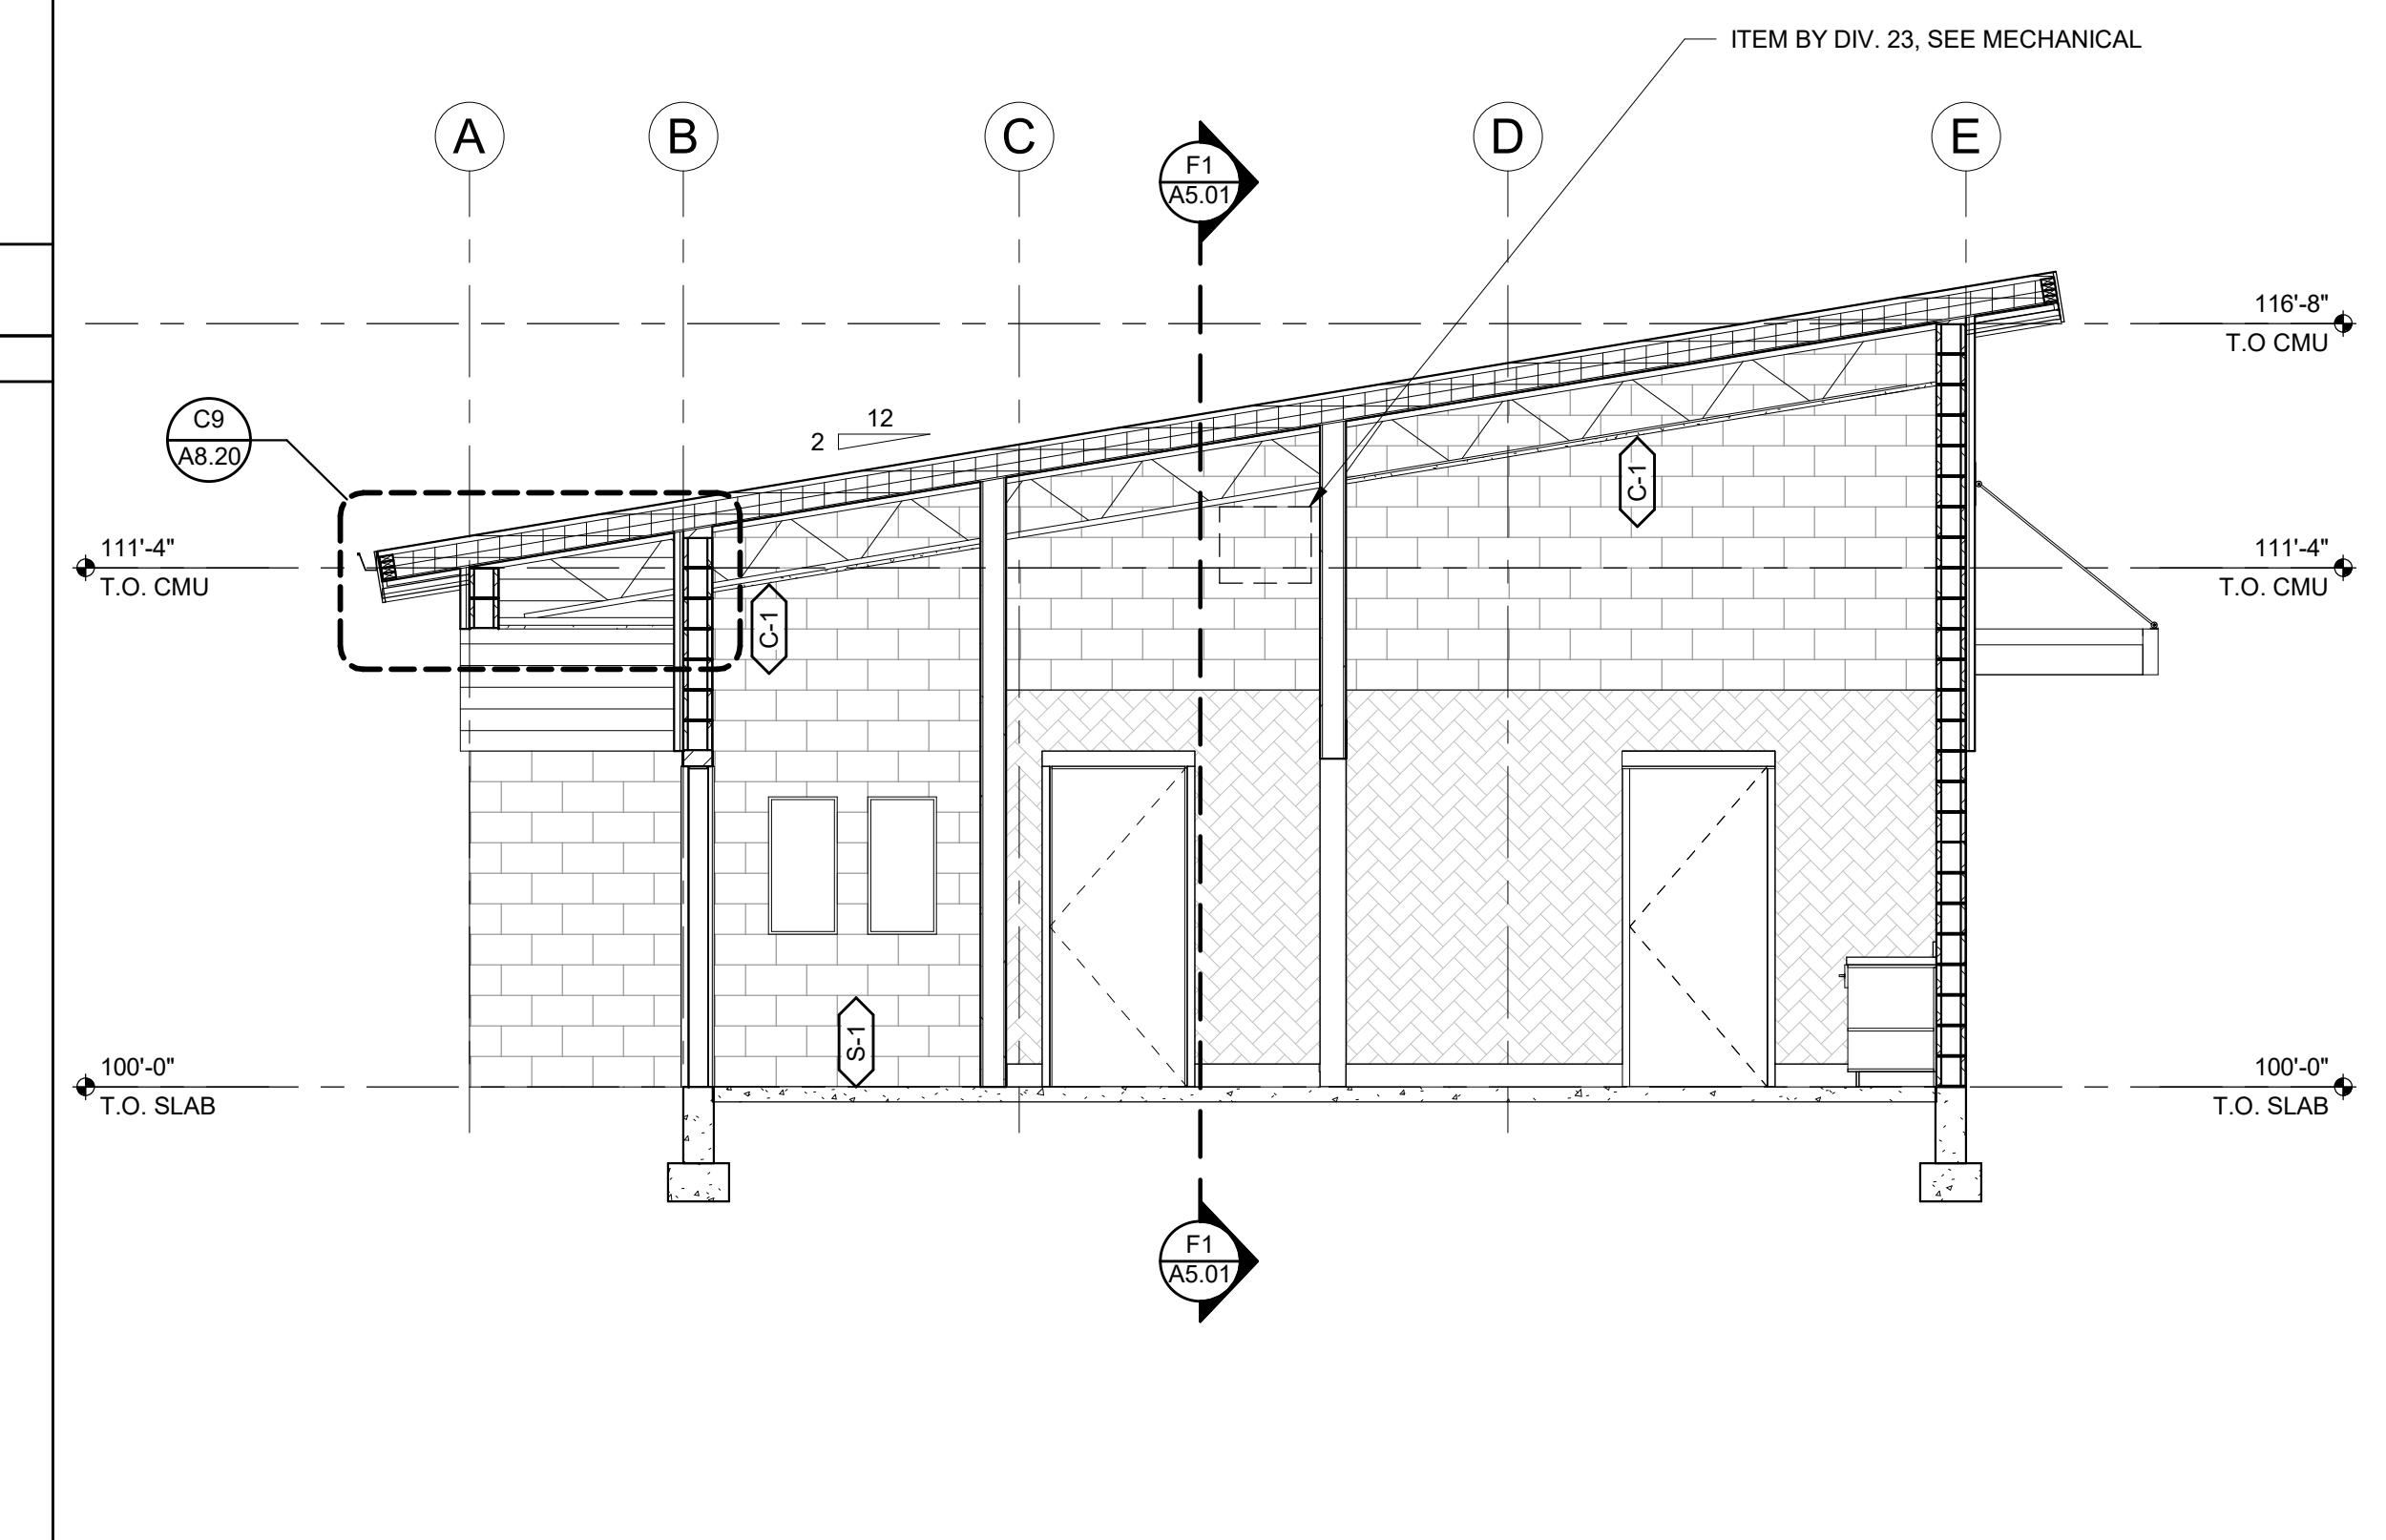 ITEM BY DIV. 23, SEE MECHANICAL
A
B
C
D
E
F1
A5.01
116'-8"
T.O CMU
C9
A8.20
12
2
C-1
111'-4"
T.O. CMU
111'-4"
T.O. CMU
C-1
S-1
100'-0"
T.O. SLAB
100'-0"
T.O. SLAB
F1
A5.01